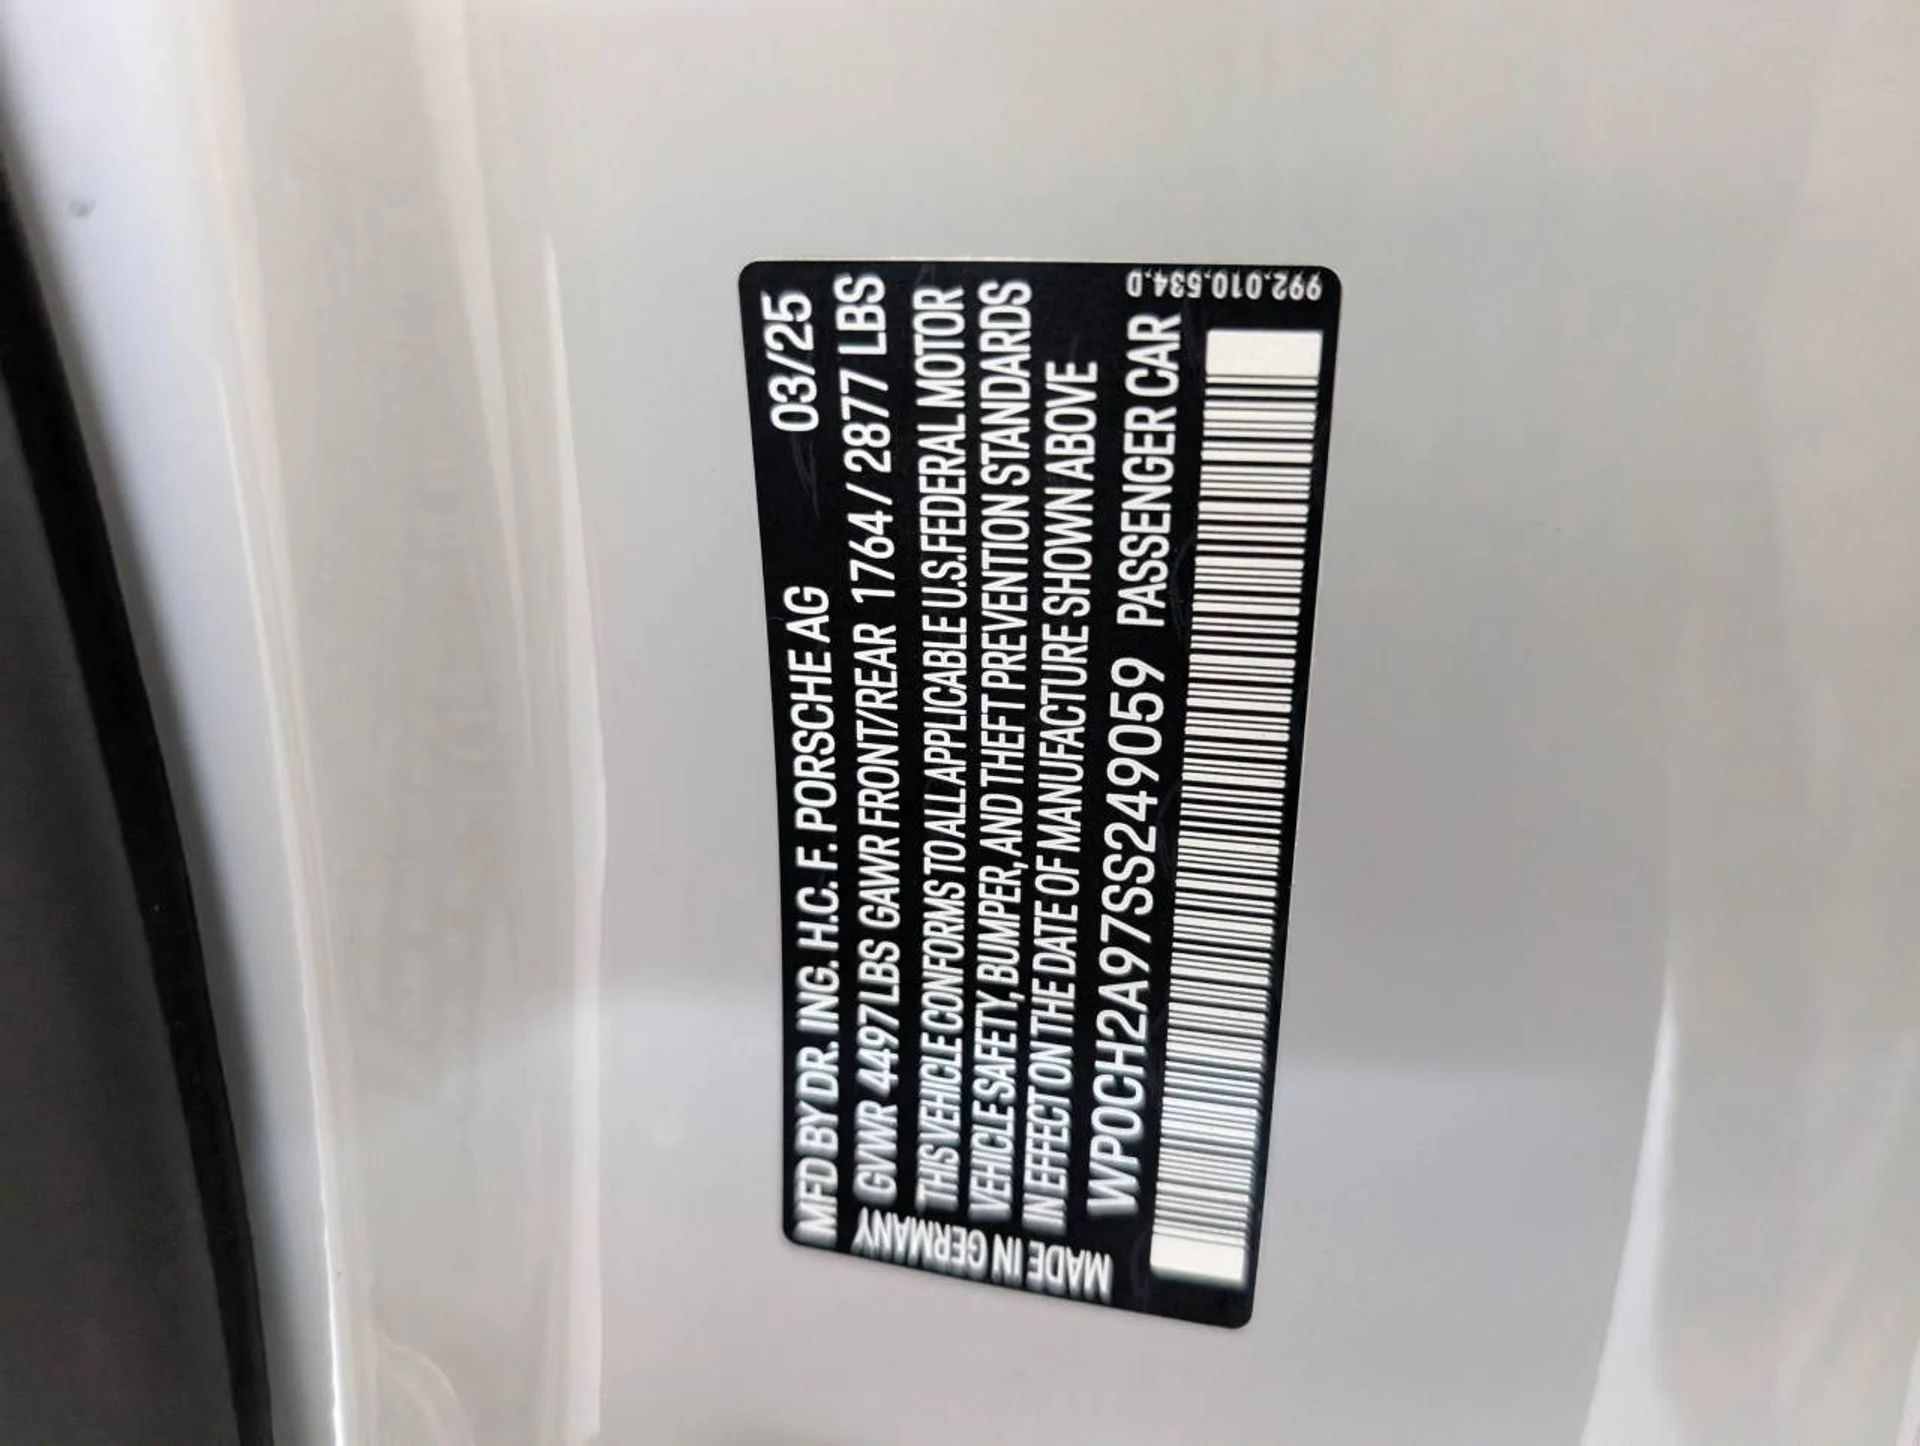 MFD BY DR. ING. H.C. F. PORSCHE AG 03/25
GVWR 4497LBS GAWR FRONT/REAR 1764/2877 LBS
THIS VEHICLE CONFORMS TO ALL APPLICABLE U.S.FEDERAL MOTOR
VEHICLE SAFETY, BUMPER, AND THEFT PREVENTION STANDARDS
IN EFFECT ON THE DATE OF MANUFACTURE SHOWN ABOVE
WP0CH2A97SS249059 PASSENGER CAR
MADE IN GERMANY
992.010.534.D